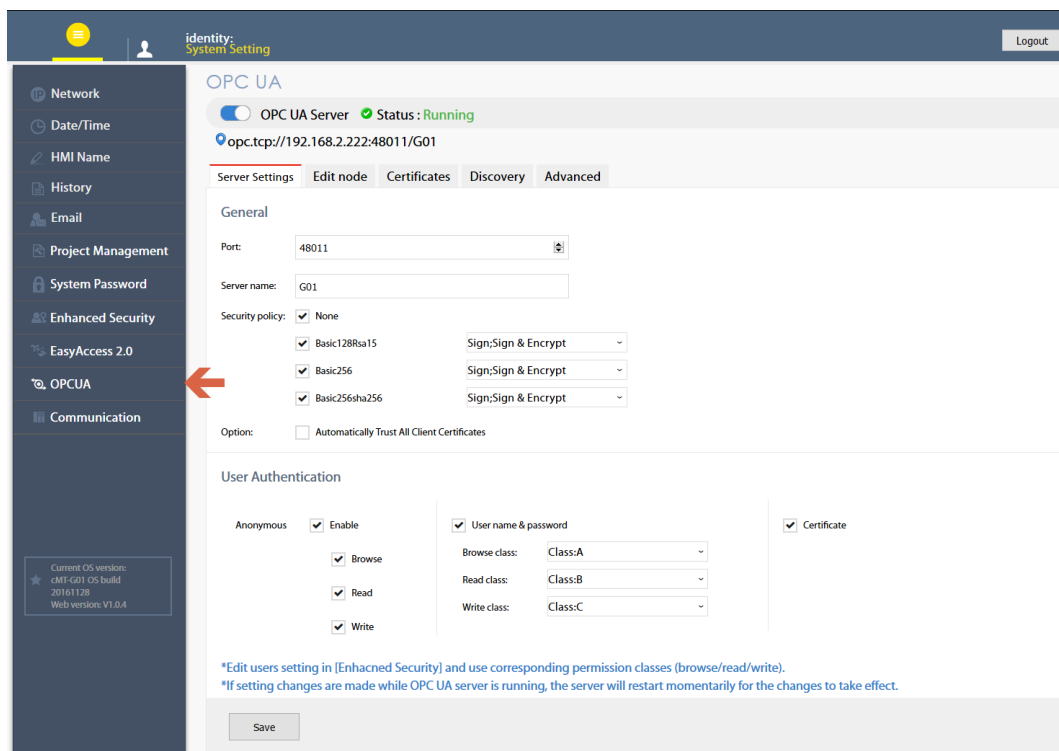 identity:
System Setting
Logout
Network
Date/Time
HMI Name
History
Email
Project Management
System Password
Enhanced Security
EasyAccess 2.0
OPCUA
Communication
Current OS version:
cMT-G01 OS build
20161128
Web version: V1.0.4
OPC UA
OPC UA Server Status : Running
opc.tcp://192.168.2.222:48011/G01
Server Settings Edit node Certificates Discovery Advanced
General
Port: 48011
Server name: G01
Security policy: None
Basic128Rsa15 Sign;Sign & Encrypt
Basic256 Sign;Sign & Encrypt
Basic256sha256 Sign;Sign & Encrypt
Option: Automatically Trust All Client Certificates
User Authentication
Anonymous Enable User name & password Certificate
Browse Browse class: Class:A
Read Read class: Class:B
Write Write class: Class:C
*Edit users setting in [Enhacned Security] and use corresponding permission classes (browse/read/write).
*If setting changes are made while OPC UA server is running, the server will restart momentarily for the changes to take effect.
Save